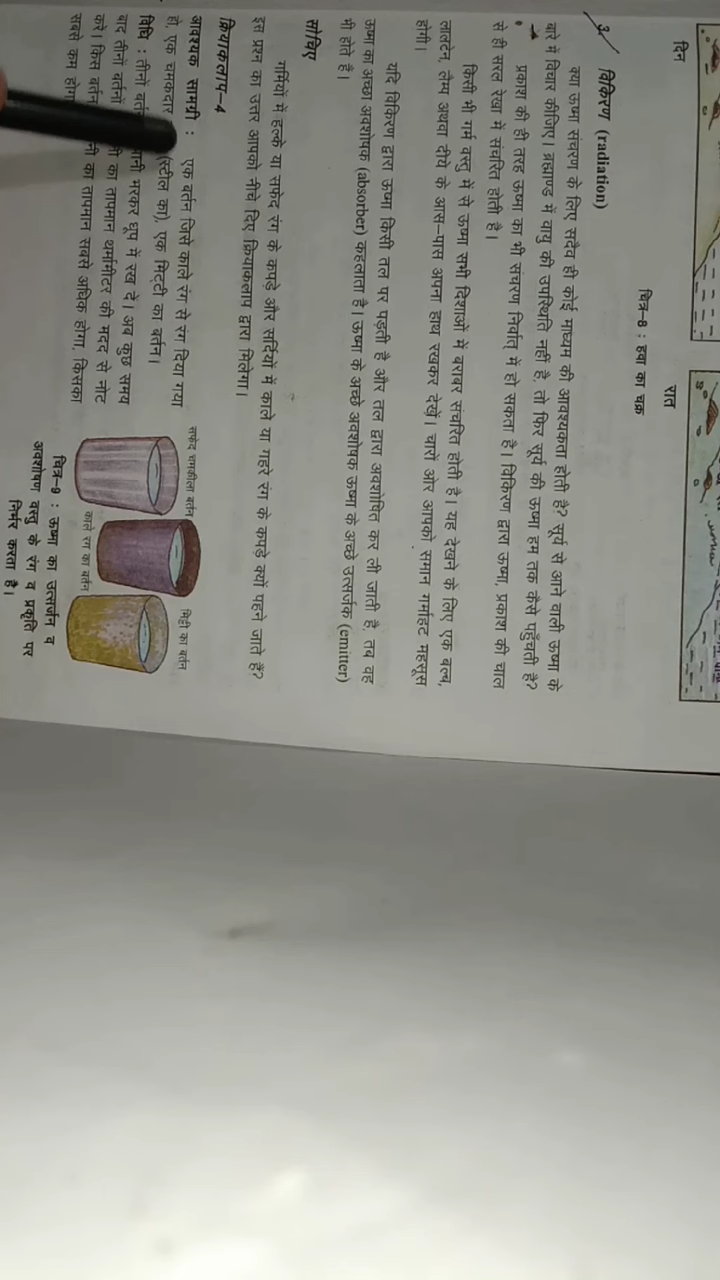 दिन
रात
चित्र-8 : हवा का चक्र
3 विकिरण (radiation)
क्या ऊष्मा संचरण के लिए सदैव ही कोई माध्यम की आवश्यकता होती है? सूर्य से आने वाली ऊष्मा के
बारे में विचार कीजिए। ब्रह्माण्ड में वायु की उपस्थिति नहीं है, तो फिर सूर्य की ऊष्मा हम तक कैसे पहुँचती है?
प्रकाश की ही तरह ऊष्मा का भी संचरण निर्वात् में हो सकता है। विकिरण द्वारा ऊष्मा, प्रकाश की चाल
से ही सरल रेखा में संचरित होती है।
किसी भी गर्म वस्तु में से ऊष्मा सभी दिशाओं में बराबर संचरित होती है। यह देखने के लिए एक बल्ब,
लालटेन, लैम्प अथवा दीये के आस-पास अपना हाथ रखकर देखें। चारों ओर आपको समान गर्माहट महसूस
होगी।
यदि विकिरण द्वारा ऊष्मा किसी तल पर पड़ती है और तल द्वारा अवशोषित कर ली जाती है, तब वह
ऊष्मा का अच्छा अवशोषक (absorber) कहलाता है। ऊष्मा के अच्छे अवशोषक ऊष्मा के अच्छे उत्सर्जक (emitter)
भी होते है।
सोचिए
गर्मियों में हल्के या सफेद रंग के कपड़े और सर्दियों में काले या गहरे रंग के कपड़े क्यों पहने जाते हैं?
इस प्रश्न का उत्तर आपको नीचे दिए क्रियाकलाप द्वारा मिलेगा।
क्रियाकलाप-4
आवश्यक सामग्री : एक बर्तन जिसे काले रंग से रंग दिया गया
हो, एक चमकदार स्टील का), एक मिट्टी का बर्तन।
विधि : तीनों बर्त पानी भरकर धूप में रख दें। अब कुछ समय
बाद तीनों बर्तनों का तापमान थर्मामीटर की मदद से नोट
करें। किस बर्तन का तापमान सबसे अधिक होगा, किसका
सबसे कम होगा
सफेद चमकीला बर्तन
काले रंग का बर्तन
मिट्टी का बर्तन
चित्र-9 : ऊष्मा का उत्सर्जन व
अवशोषण वस्तु के रंग व प्रकृति पर
निर्भर करता है।